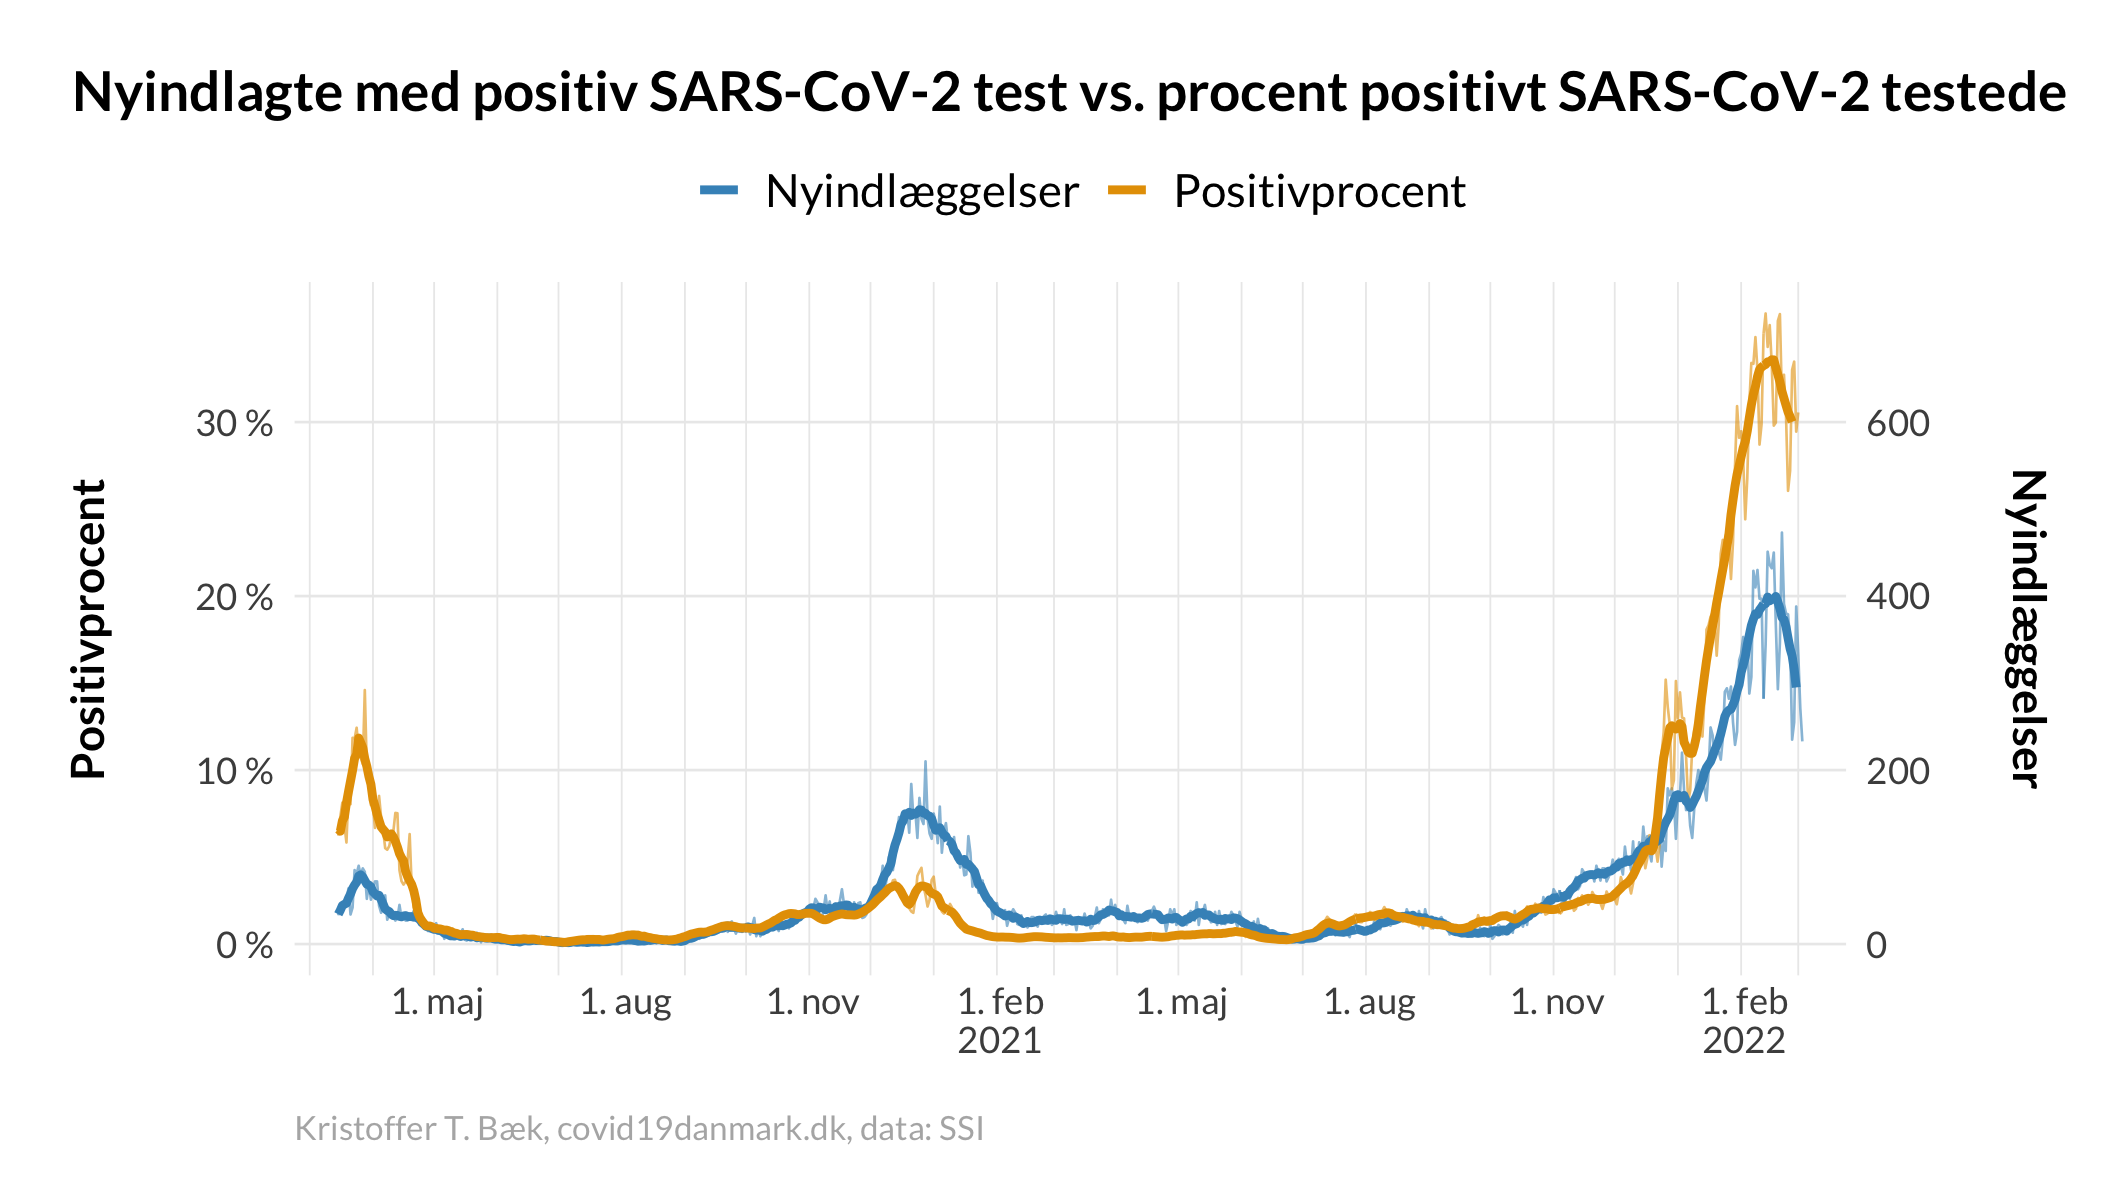 Nyindlagte med positiv SARS-CoV-2 test vs. procent positivt SARS-CoV-2 testede
Nyindlæggelser Positivprocent
Positivprocent
30 %
20 %
10 %
0 %
600
400
200
0
Nyindlæggelser
1. maj 1. aug 1. nov 1. feb 1. maj 1. aug 1. nov 1. feb
2021 2022
Kristoffer T. Bæk, covid19danmark.dk, data: SSI